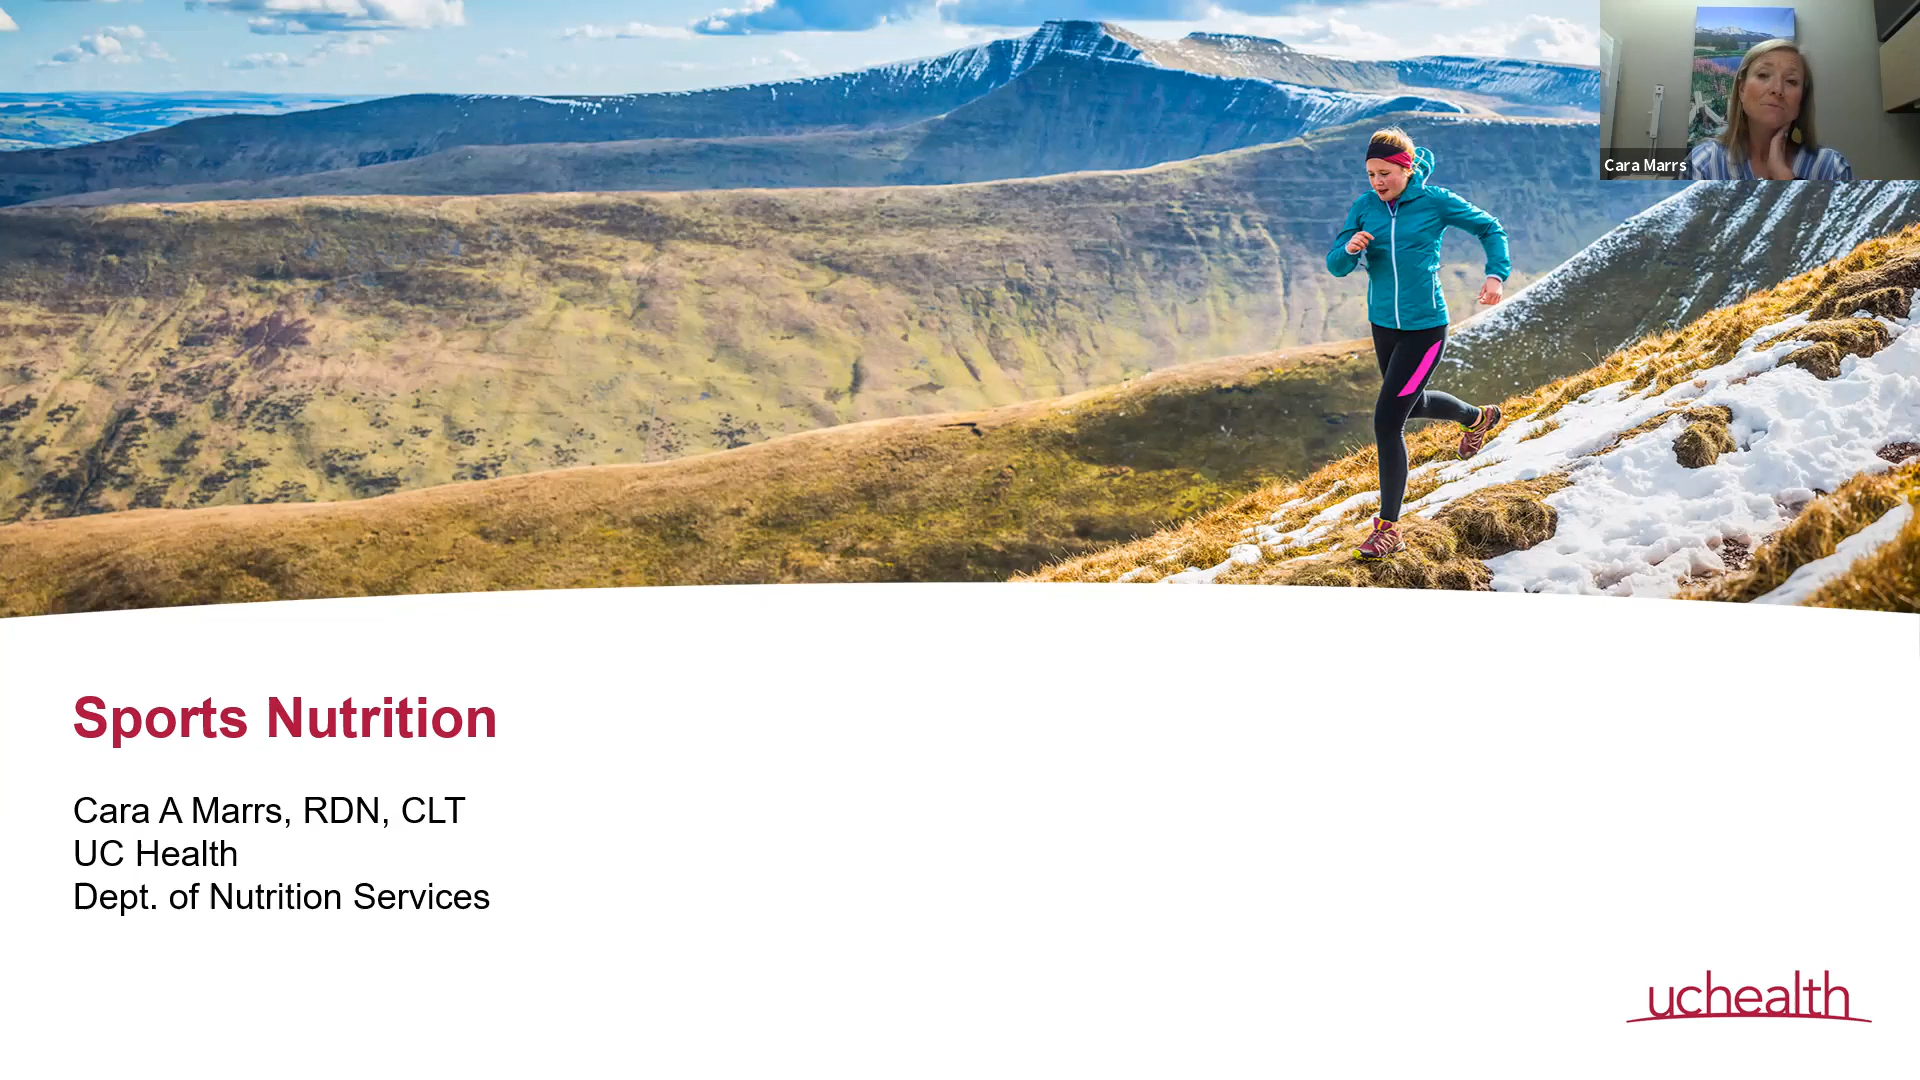 Cara Marrs
Sports Nutrition
Cara A Marrs, RDN, CLT
UC Health
Dept. of Nutrition Services
uchealth